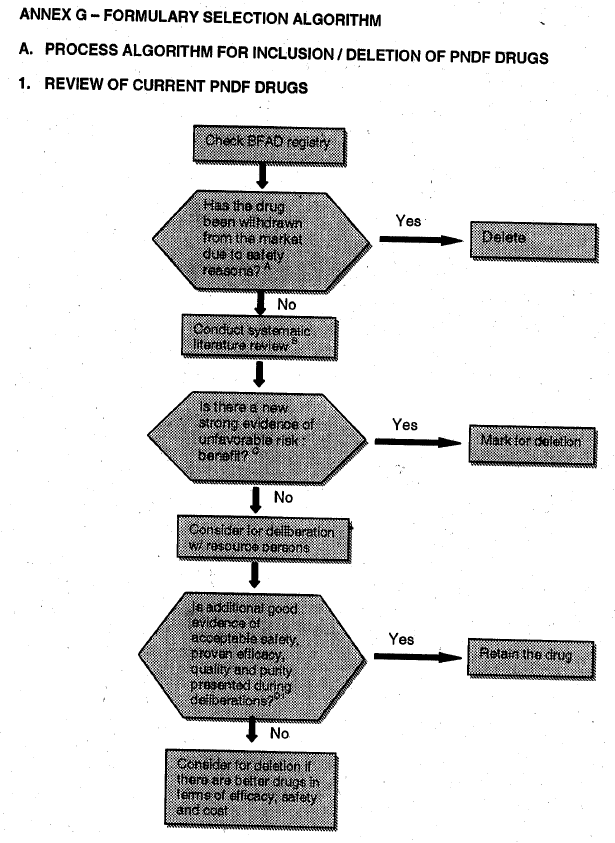 ANNEX G – FORMULARY SELECTION ALGORITHM
A. PROCESS ALGORITHM FOR INCLUSION / DELETION OF PNDF DRUGS
1. REVIEW OF CURRENT PNDF DRUGS
Check BFAD registry
Has the drug
been withdrawn
from the market
due to safety
reasons? A
Yes
Delete
No
Conduct systematic
literature review B
Is there a new
strong evidence of
unfavorable risk :
benefit? C
Yes
Mark for deletion
No
Consider for deliberation
w/ resource persons
Is additional good
evidence of
acceptable safety,
proven efficacy,
quality and purity
presented during
deliberations? D
Yes
Retain the drug
No
Consider for deletion if
there are better drugs in
terms of efficacy, safety
and cost